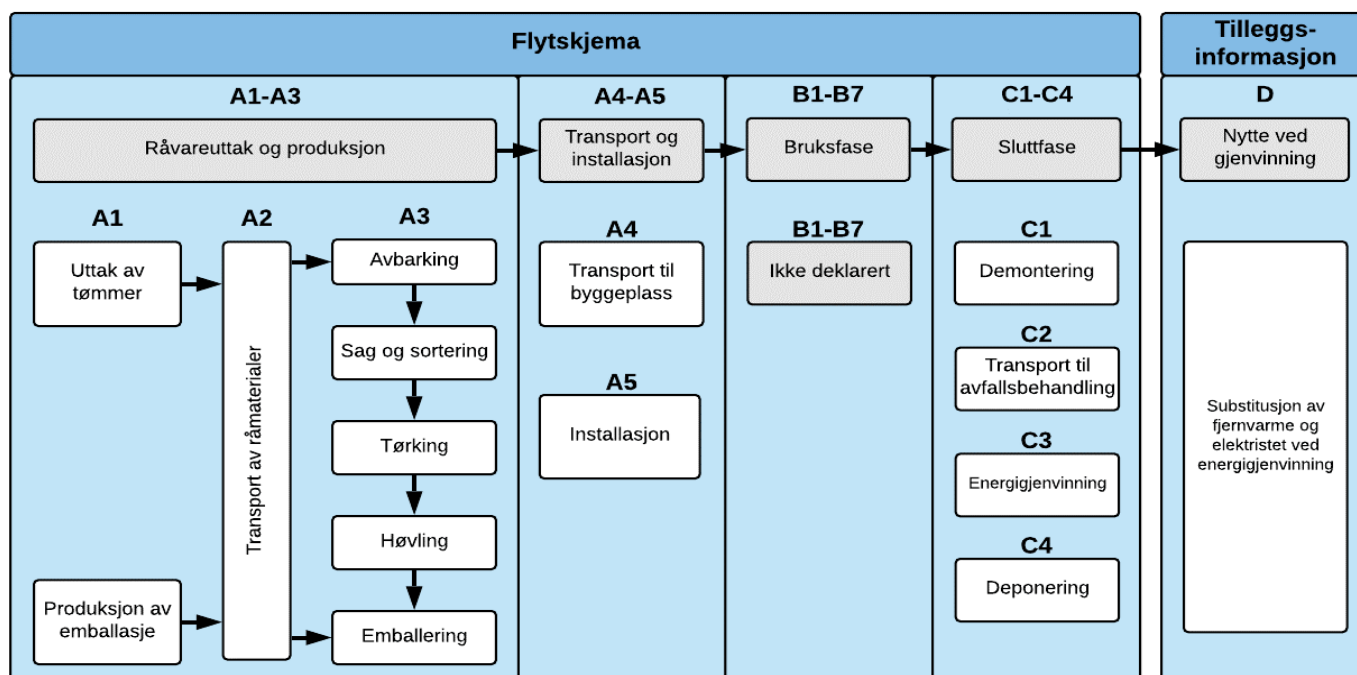 Flytskjema
Tilleggs-
informasjon
A1-A3
A4-A5
B1-B7
C1-C4
D
Råvareuttak og produksjon
Transport og
installasjon
Bruksfase
Sluttfase
Nytte ved
gjenvinning
A1
Uttak av
tømmer
Produksjon av
emballasje
A2
Transport av råmaterialer
A3
Avbarking
Sag og sortering
Tørking
Høvling
Emballering
A4
Transport til
byggeplass
A5
Installasjon
B1-B7
Ikke deklarert
C1
Demontering
C2
Transport til
avfallsbehandling
C3
Energigjenvinning
C4
Deponering
Substitusjon av
fjernvarme og
elektristet ved
energigjenvinning